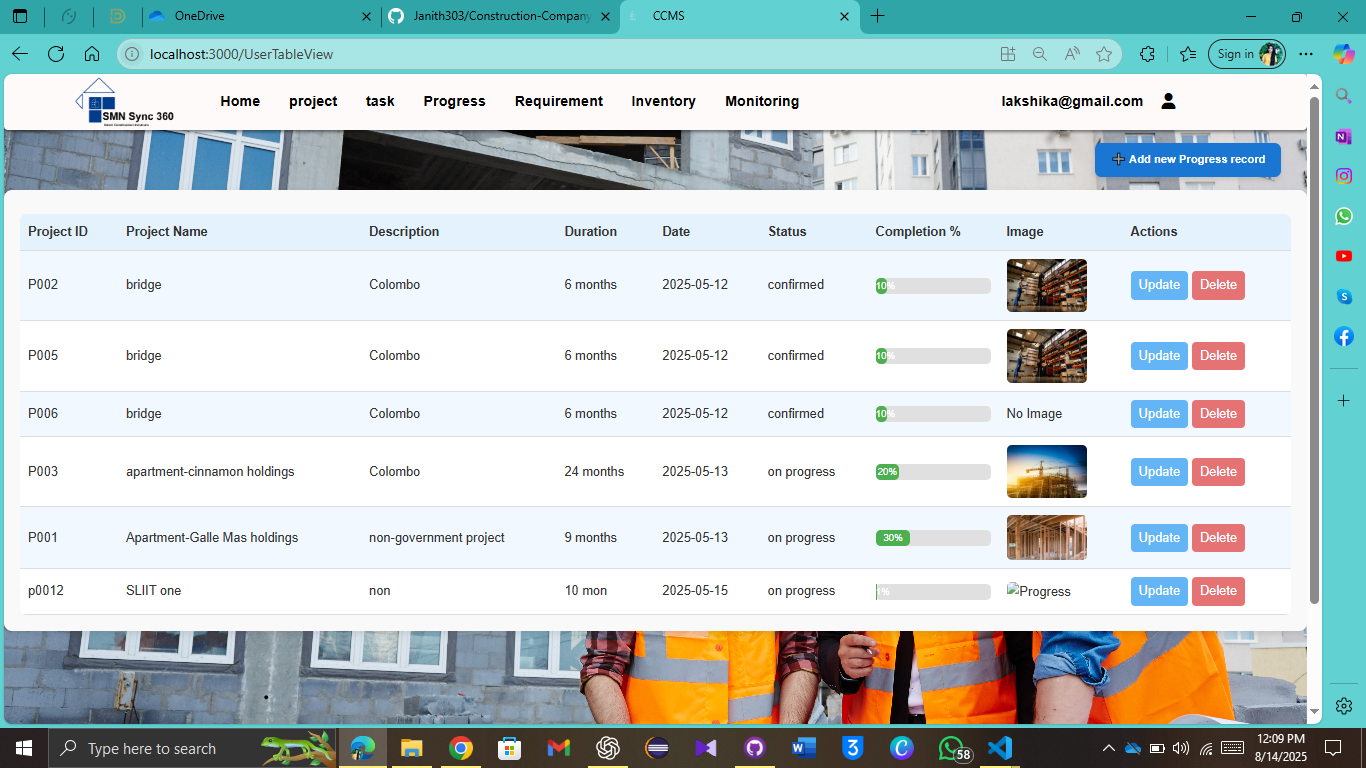 OneDrive
Janith303/Construction-Company
CCMS
localhost:3000/UserTableView
Sign in
SMN Sync 360
Home project task Progress Requirement Inventory Monitoring lakshika@gmail.com
➕ Add new Progress record
Project ID Project Name Description Duration Date Status Completion % Image Actions
P002 bridge Colombo 6 months 2025-05-12 confirmed 10% Update Delete
P005 bridge Colombo 6 months 2025-05-12 confirmed 10% Update Delete
P006 bridge Colombo 6 months 2025-05-12 confirmed 10% No Image Update Delete
P003 apartment-cinnamon holdings Colombo 24 months 2025-05-13 on progress 20% Update Delete
P001 Apartment-Galle Mas holdings non-government project 9 months 2025-05-13 on progress 30% Update Delete
p0012 SLIIT one non 10 mon 2025-05-15 on progress Progress Update Delete
Type here to search
58
12:09 PM
8/14/2025